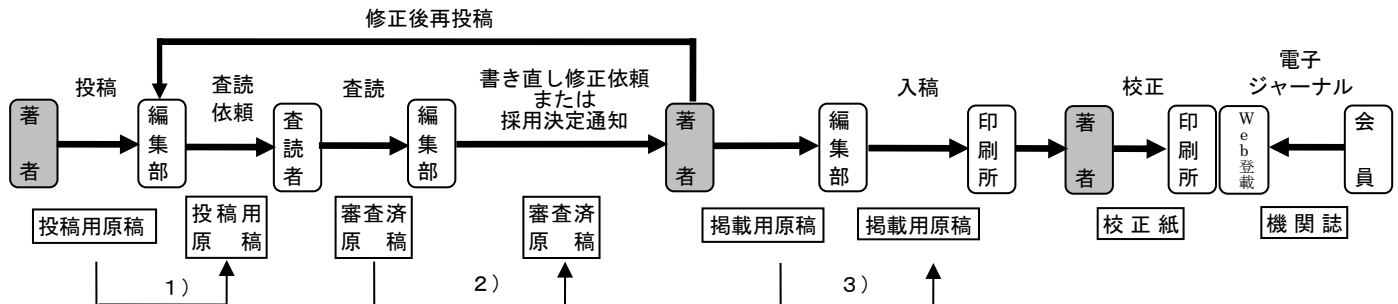 修正後再投稿
投稿
査読
依頼
査読
書き直し修正依頼
または
採用決定通知
入稿
校正
電子
ジャーナル
著者
編集部
査読者
編集部
著者
編集部
印刷所
著者
印刷所
Web登載
会員
投稿用原稿
投稿用
原稿
審査済
原稿
審査済
原稿
掲載用原稿
掲載用原稿
校正紙
機関誌
1）
2）
3）